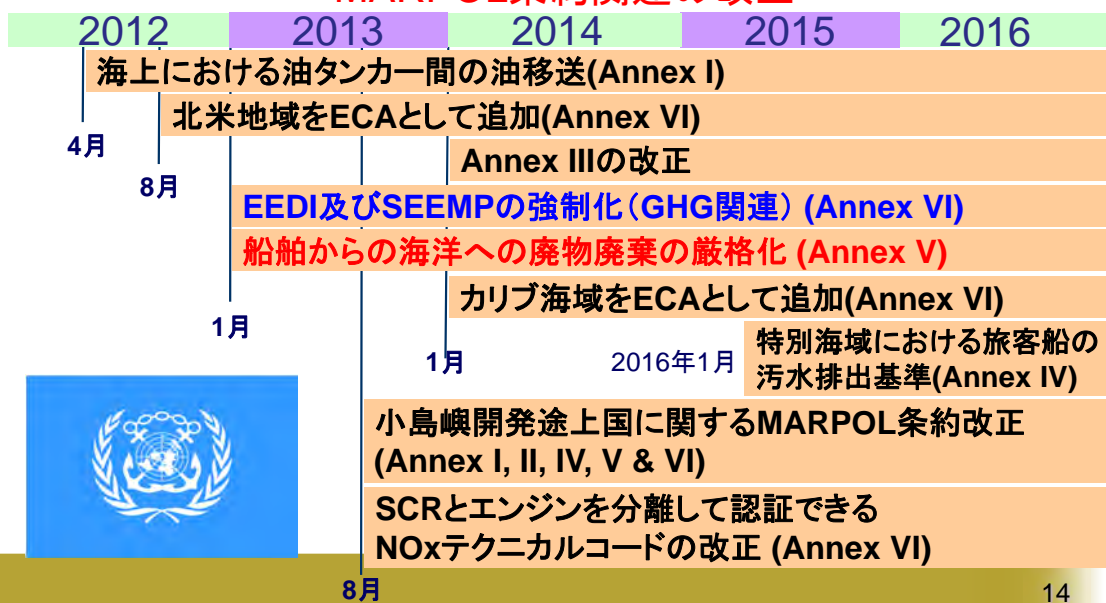 2012 2013 2014 2015 2016
海上における油タンカー間の油移送(Annex I)
北米地域をECAとして追加(Annex VI)
4月
Annex IIIの改正
8月
EEDI及びSEEMPの強制化（GHG関連） (Annex VI)
船舶からの海洋への廃物廃棄の厳格化 (Annex V)
カリブ海域をECAとして追加(Annex VI)
1月
1月
2016年1月
特別海域における旅客船の
汚水排出基準(Annex IV)
小島嶼開発途上国に関するMARPOL条約改正
(Annex I, II, IV, V & VI)
SCRとエンジンを分離して認証できる
NOxテクニカルコードの改正 (Annex VI)
8月
14